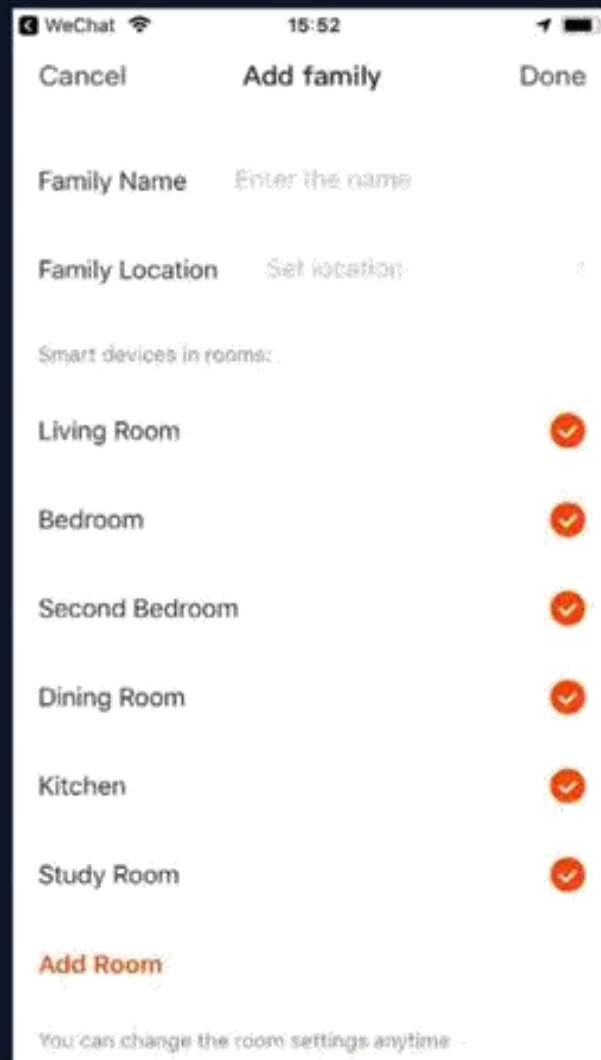 WeChat 15:52
Cancel Add family Done
Family Name Enter the name
Family Location Set location
Smart devices in rooms:
Living Room
Bedroom
Second Bedroom
Dining Room
Kitchen
Study Room
Add Room
You can change the room settings anytime